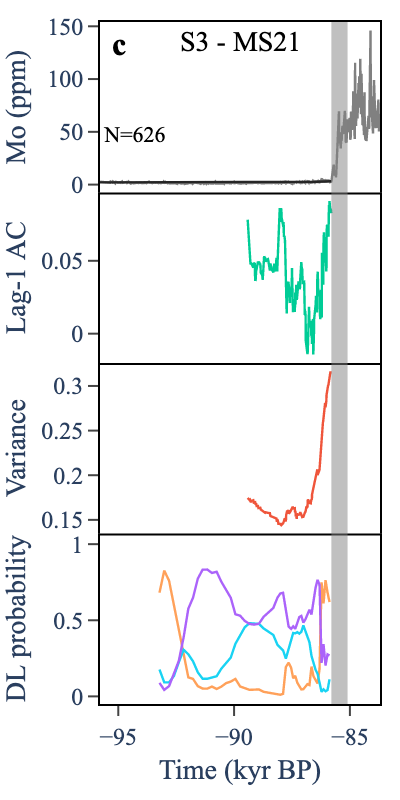 c S3 - MS21
Mo (ppm)
150
100
50
0
N=626
Lag-1 AC
0.05
0
Variance
0.3
0.25
0.2
0.15
DL probability
1
0.5
0
−95 −90 −85
Time (kyr BP)